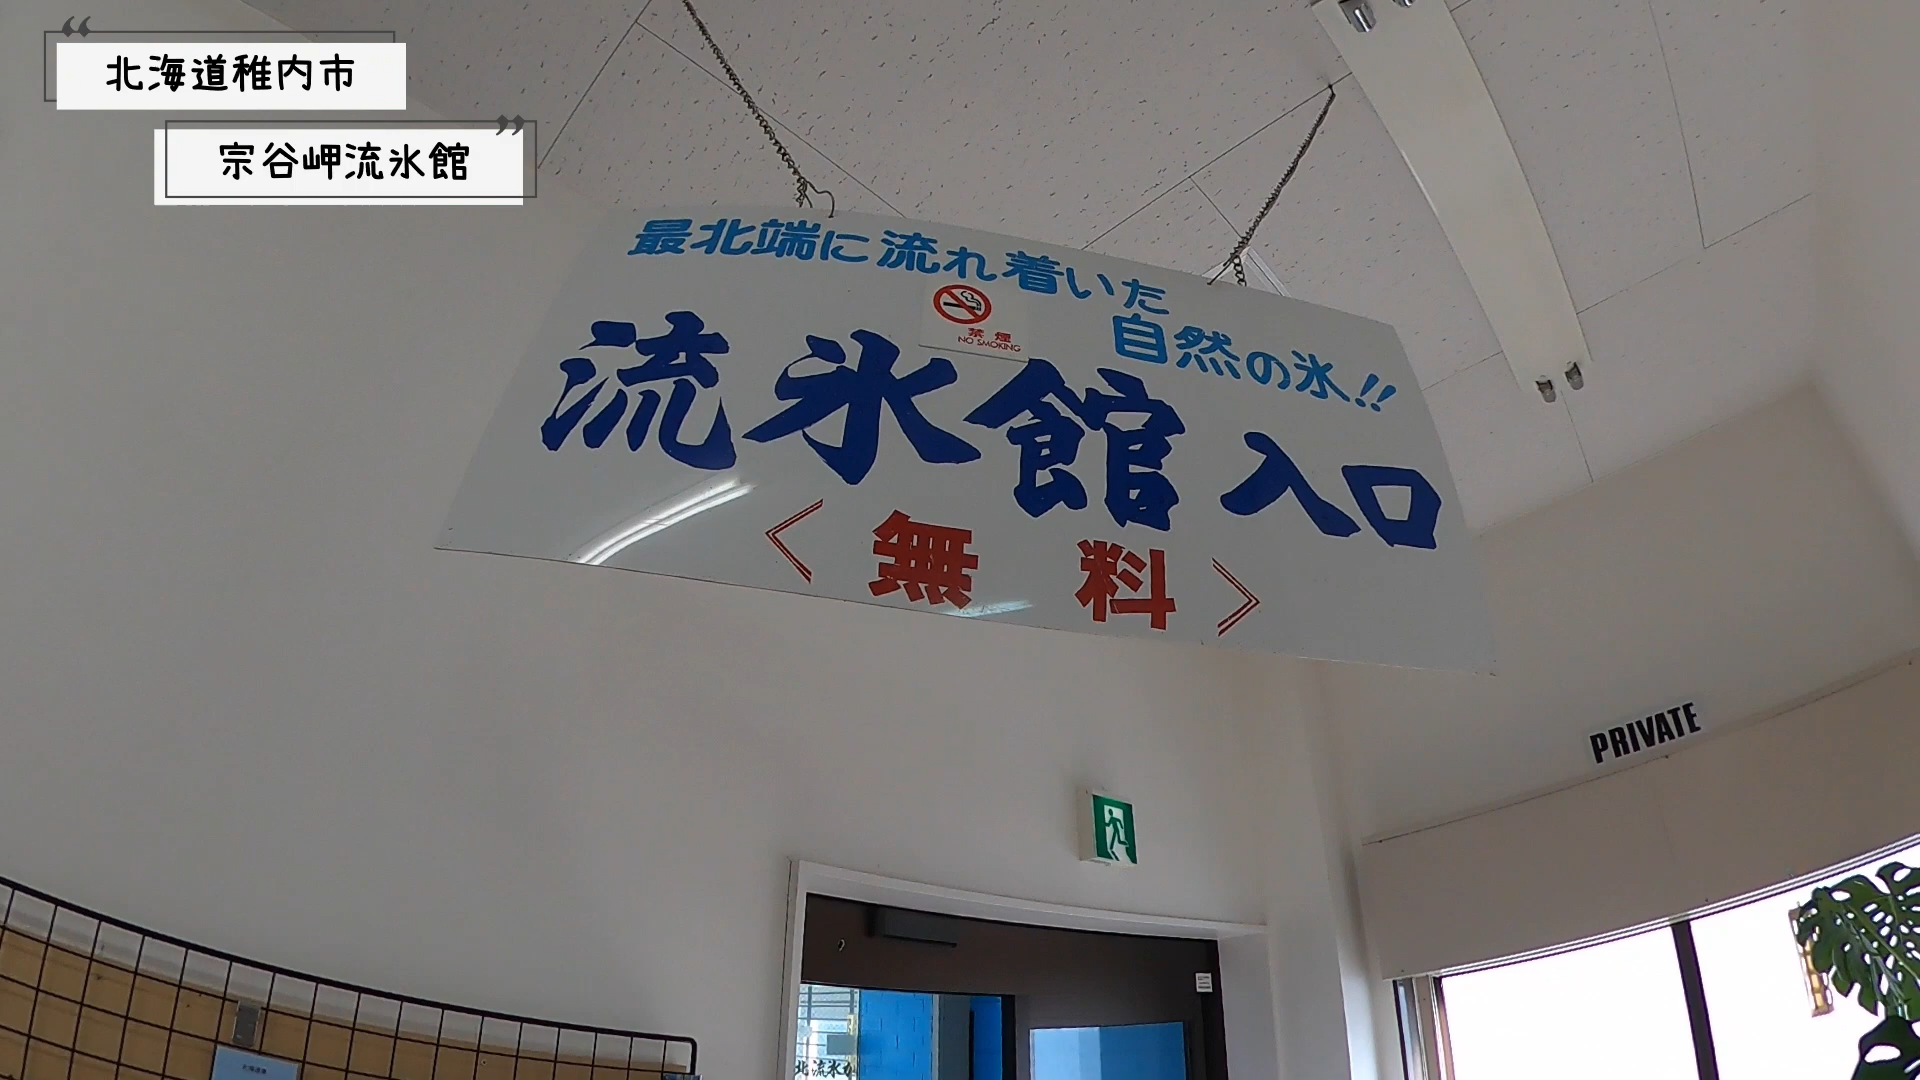 北海道稚内市
宗谷岬流氷館
最北端に流れ着いた
自然の氷!!
禁煙
NO SMOKING
流氷館入口
<無料>
PRIVATE